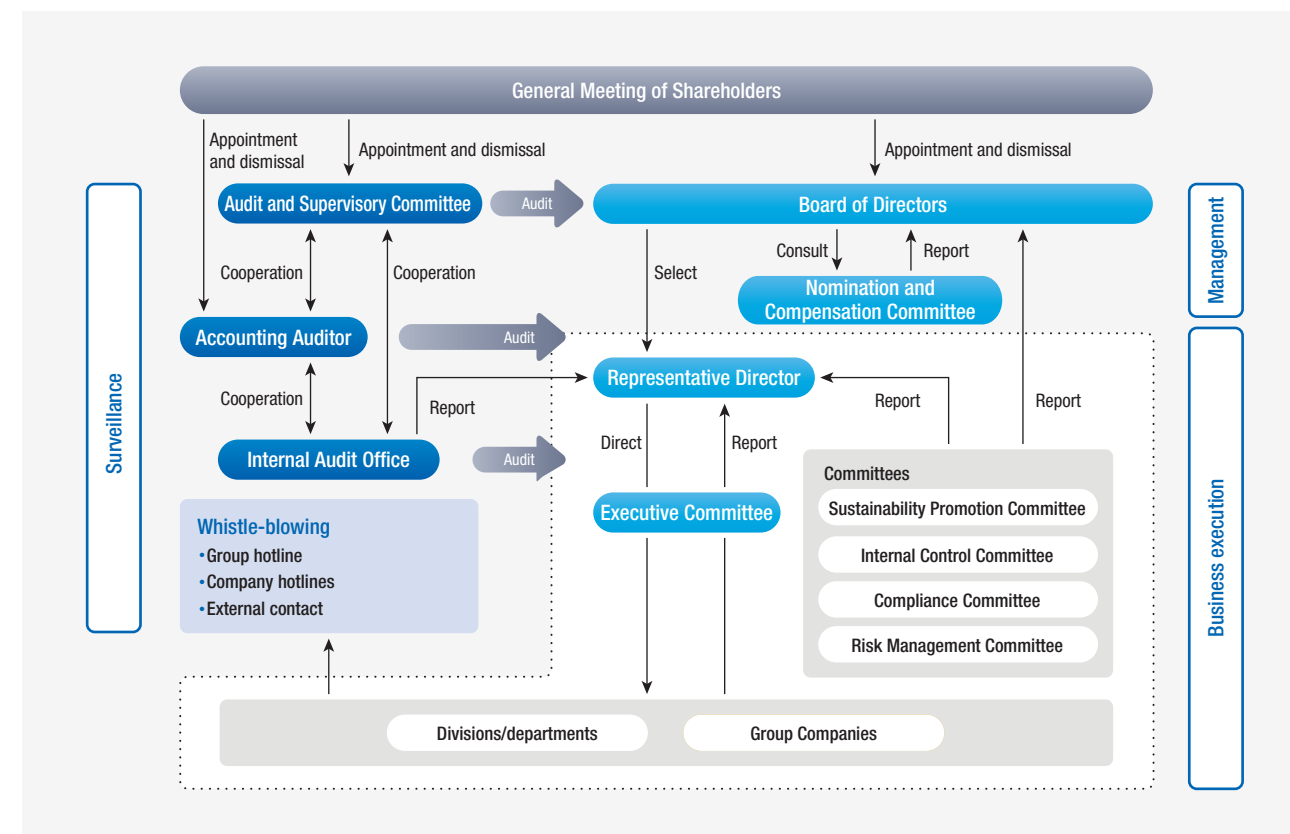 General Meeting of Shareholders
Appointment
and dismissal
Appointment and dismissal
Appointment and dismissal
Audit and Supervisory Committee
Audit
Board of Directors
Management
Cooperation
Cooperation
Select
Consult
Report
Nomination and
Compensation Committee
Accounting Auditor
Audit
Surveillance
Representative Director
Cooperation
Report
Report
Report
Internal Audit Office
Audit
Direct
Report
Business execution
Committees
Sustainability Promotion Committee
Internal Control Committee
Compliance Committee
Risk Management Committee
Executive Committee
Whistle-blowing
•Group hotline
•Company hotlines
•External contact
Divisions/departments
Group Companies